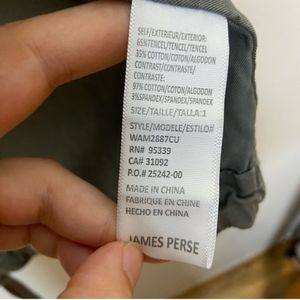 SELF/EXTERIEUR/EXTERIOR:
65%TENCEL/TENCEL/TENCEL
35% COTTON/COTON/ALGODON
CONTRAST/CONTRASTE/
CONTRASTE:
97% COTTON/COTON/ALGODON
3%SPANDEX/SPANDEX/SPANDEX
SIZE/TAILLE/TALLA:1
STYLE/MODELE/ESTILO#
WAM2887CU
RN# 95339
CA# 31092
P.O.# 25242-00
MADE IN CHINA
FABRIQUE EN CHINE
HECHO EN CHINA
JAMES PERSE